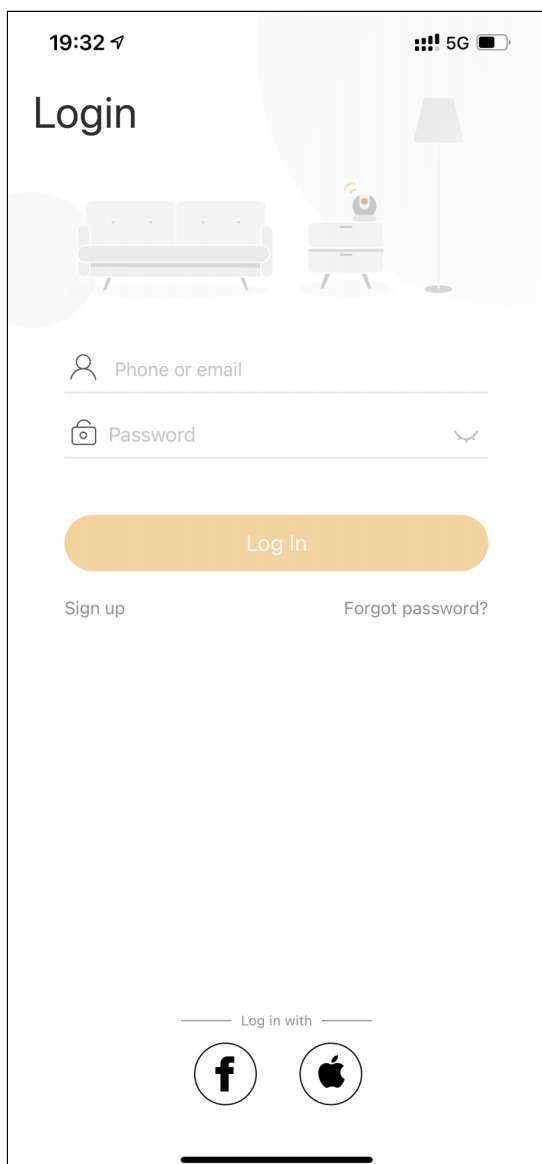 19:32 5G
Login
Phone or email
Password
Log In
Sign up Forgot password?
Log in with